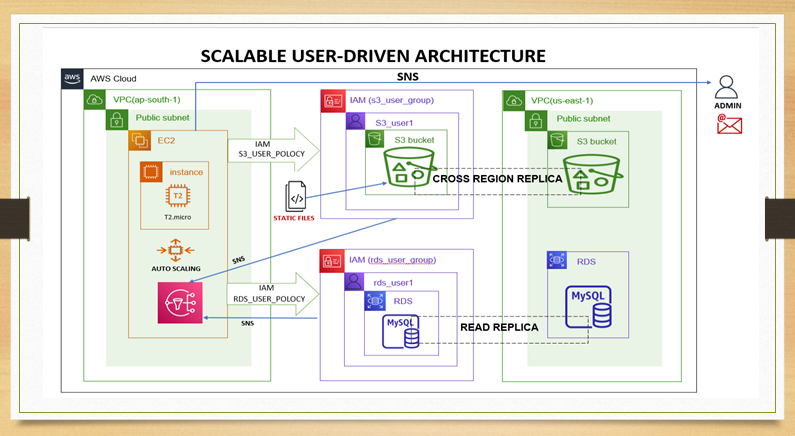 SCALABLE USER-DRIVEN ARCHITECTURE
aws
AWS Cloud
SNS
ADMIN
VPC(ap-south-1)
Public subnet
EC2
instance
T2
T2.micro
AUTO SCALING
IAM
S3_USER_POLOCY
STATIC FILES
SNS
IAM
RDS_USER_POLOCY
SNS
IAM (s3_user_group)
S3_user1
S3 bucket
CROSS REGION REPLICA
IAM (rds_user_group)
rds_user1
RDS
MySQL
READ REPLICA
VPC(us-east-1)
Public subnet
S3 bucket
RDS
MySQL